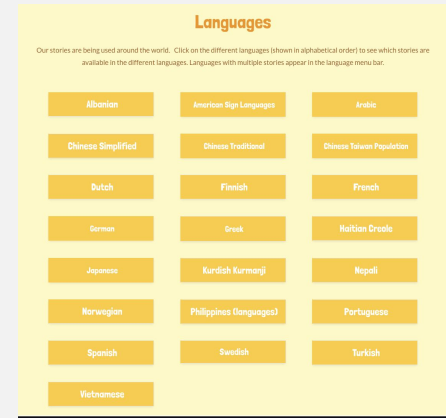 Languages
Our stories are being used around the world. Click on the different languages (shown in alphabetical order) to see which stories are
available in the different languages. Languages with multiple stories appear in the language menu bar.
Albanian
American Sign Languages
Arabic
Chinese Simplified
Chinese Traditional
Chinese Taiwan Population
Dutch
Finnish
French
German
Greek
Haitian Creole
Japanese
Kurdish Kurmanji
Nepali
Norwegian
Philippines (languages)
Portuguese
Spanish
Swedish
Turkish
Vietnamese